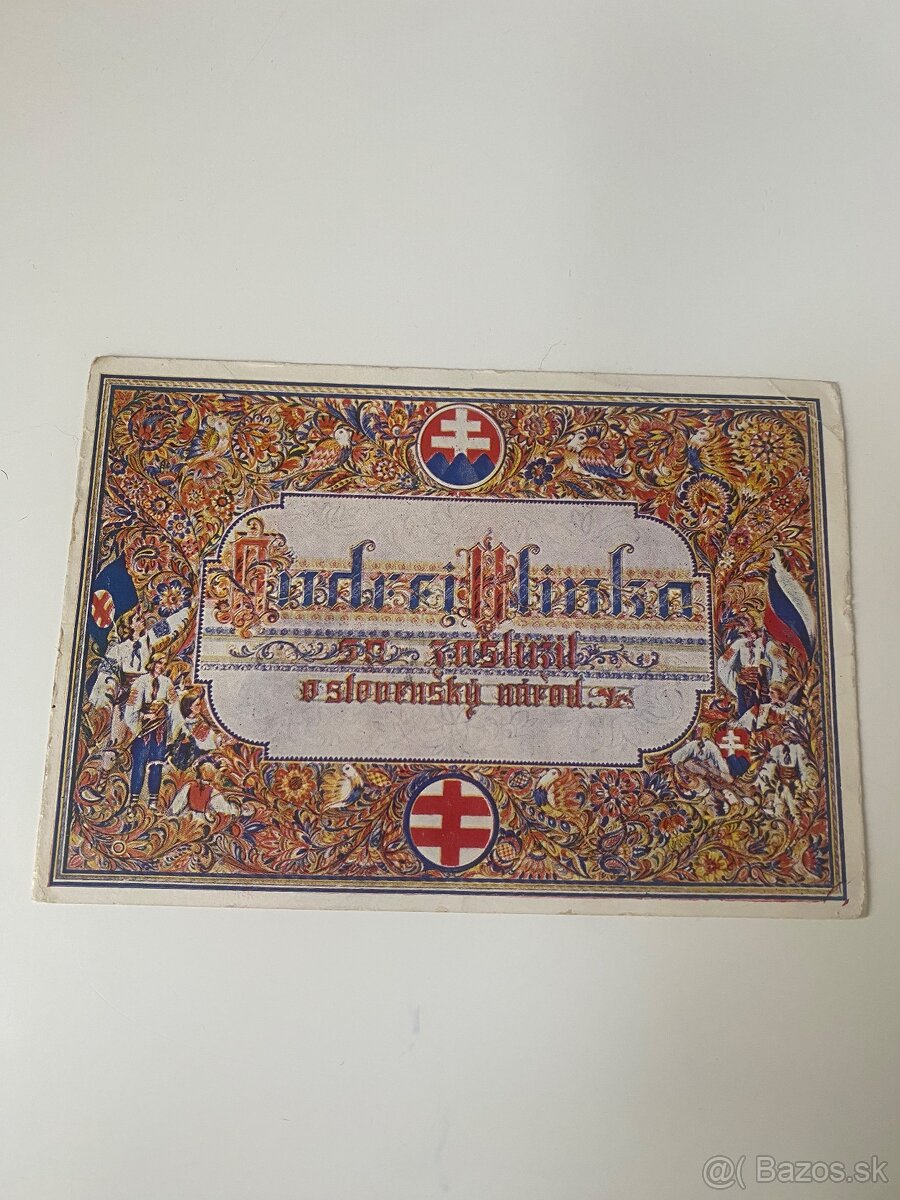 Andrej Hlinka
sa zaslúžil
o slovenský národ.
@( Bazos.sk